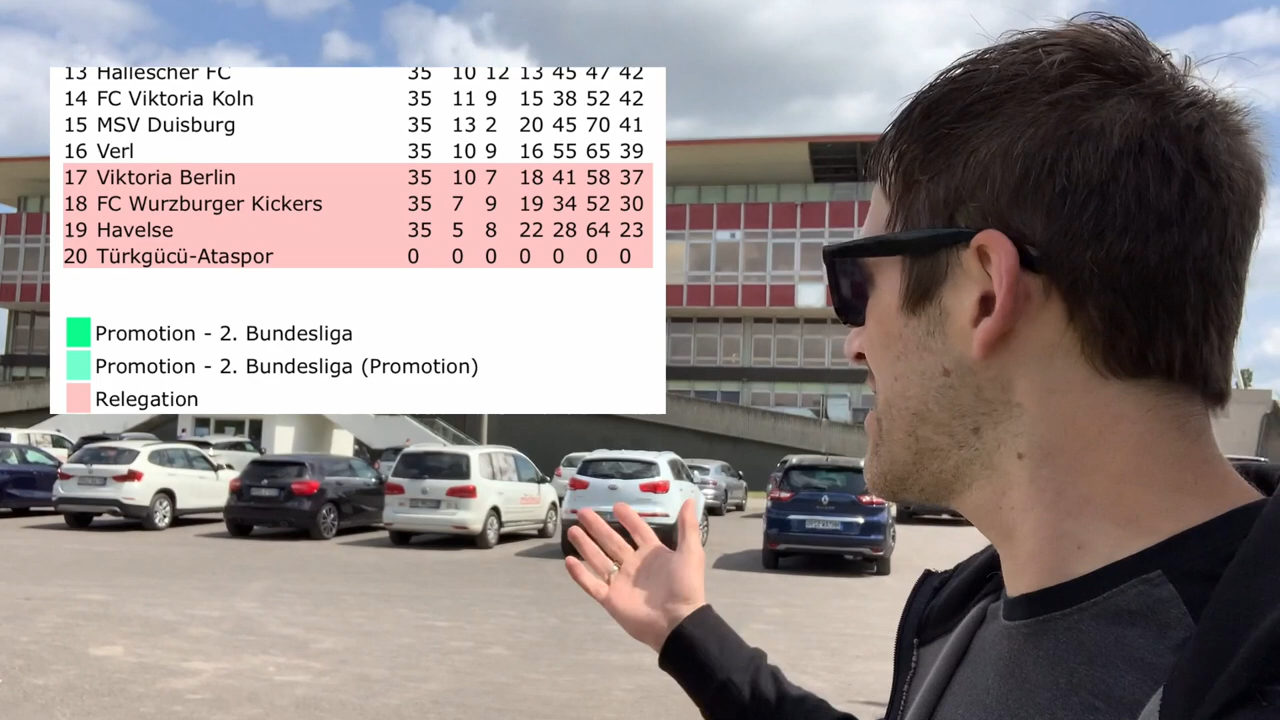 13 Hallescher FC 35 10 12 13 45 47 42
14 FC Viktoria Koln 35 11 9 15 38 52 42
15 MSV Duisburg 35 13 2 20 45 70 41
16 Verl 35 10 9 16 55 65 39
17 Viktoria Berlin 35 10 7 18 41 58 37
18 FC Wurzburger Kickers 35 7 9 19 34 52 30
19 Havelse 35 5 8 22 28 64 23
20 Türkgücü-Ataspor 0 0 0 0 0 0 0
Promotion - 2. Bundesliga
Promotion - 2. Bundesliga (Promotion)
Relegation